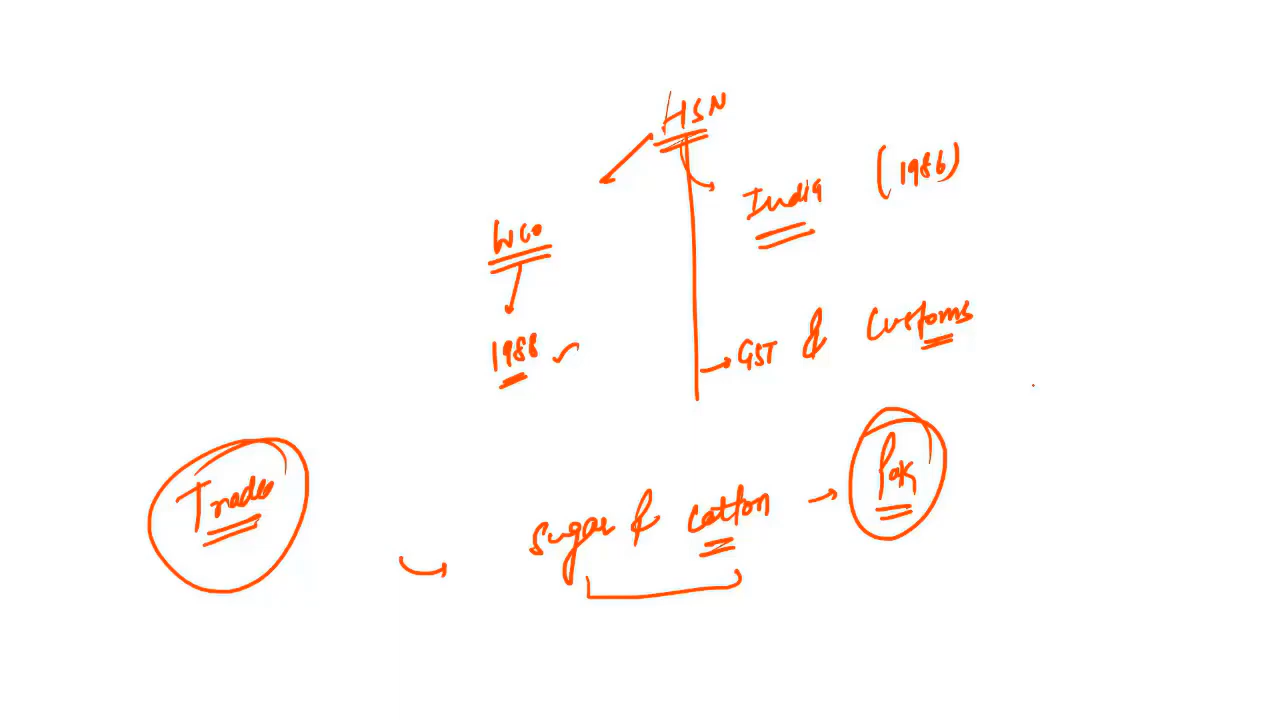 HSN
India (1986)
WCO
1988
GST & Customs
Trade
Sugar & Cotton
Pak